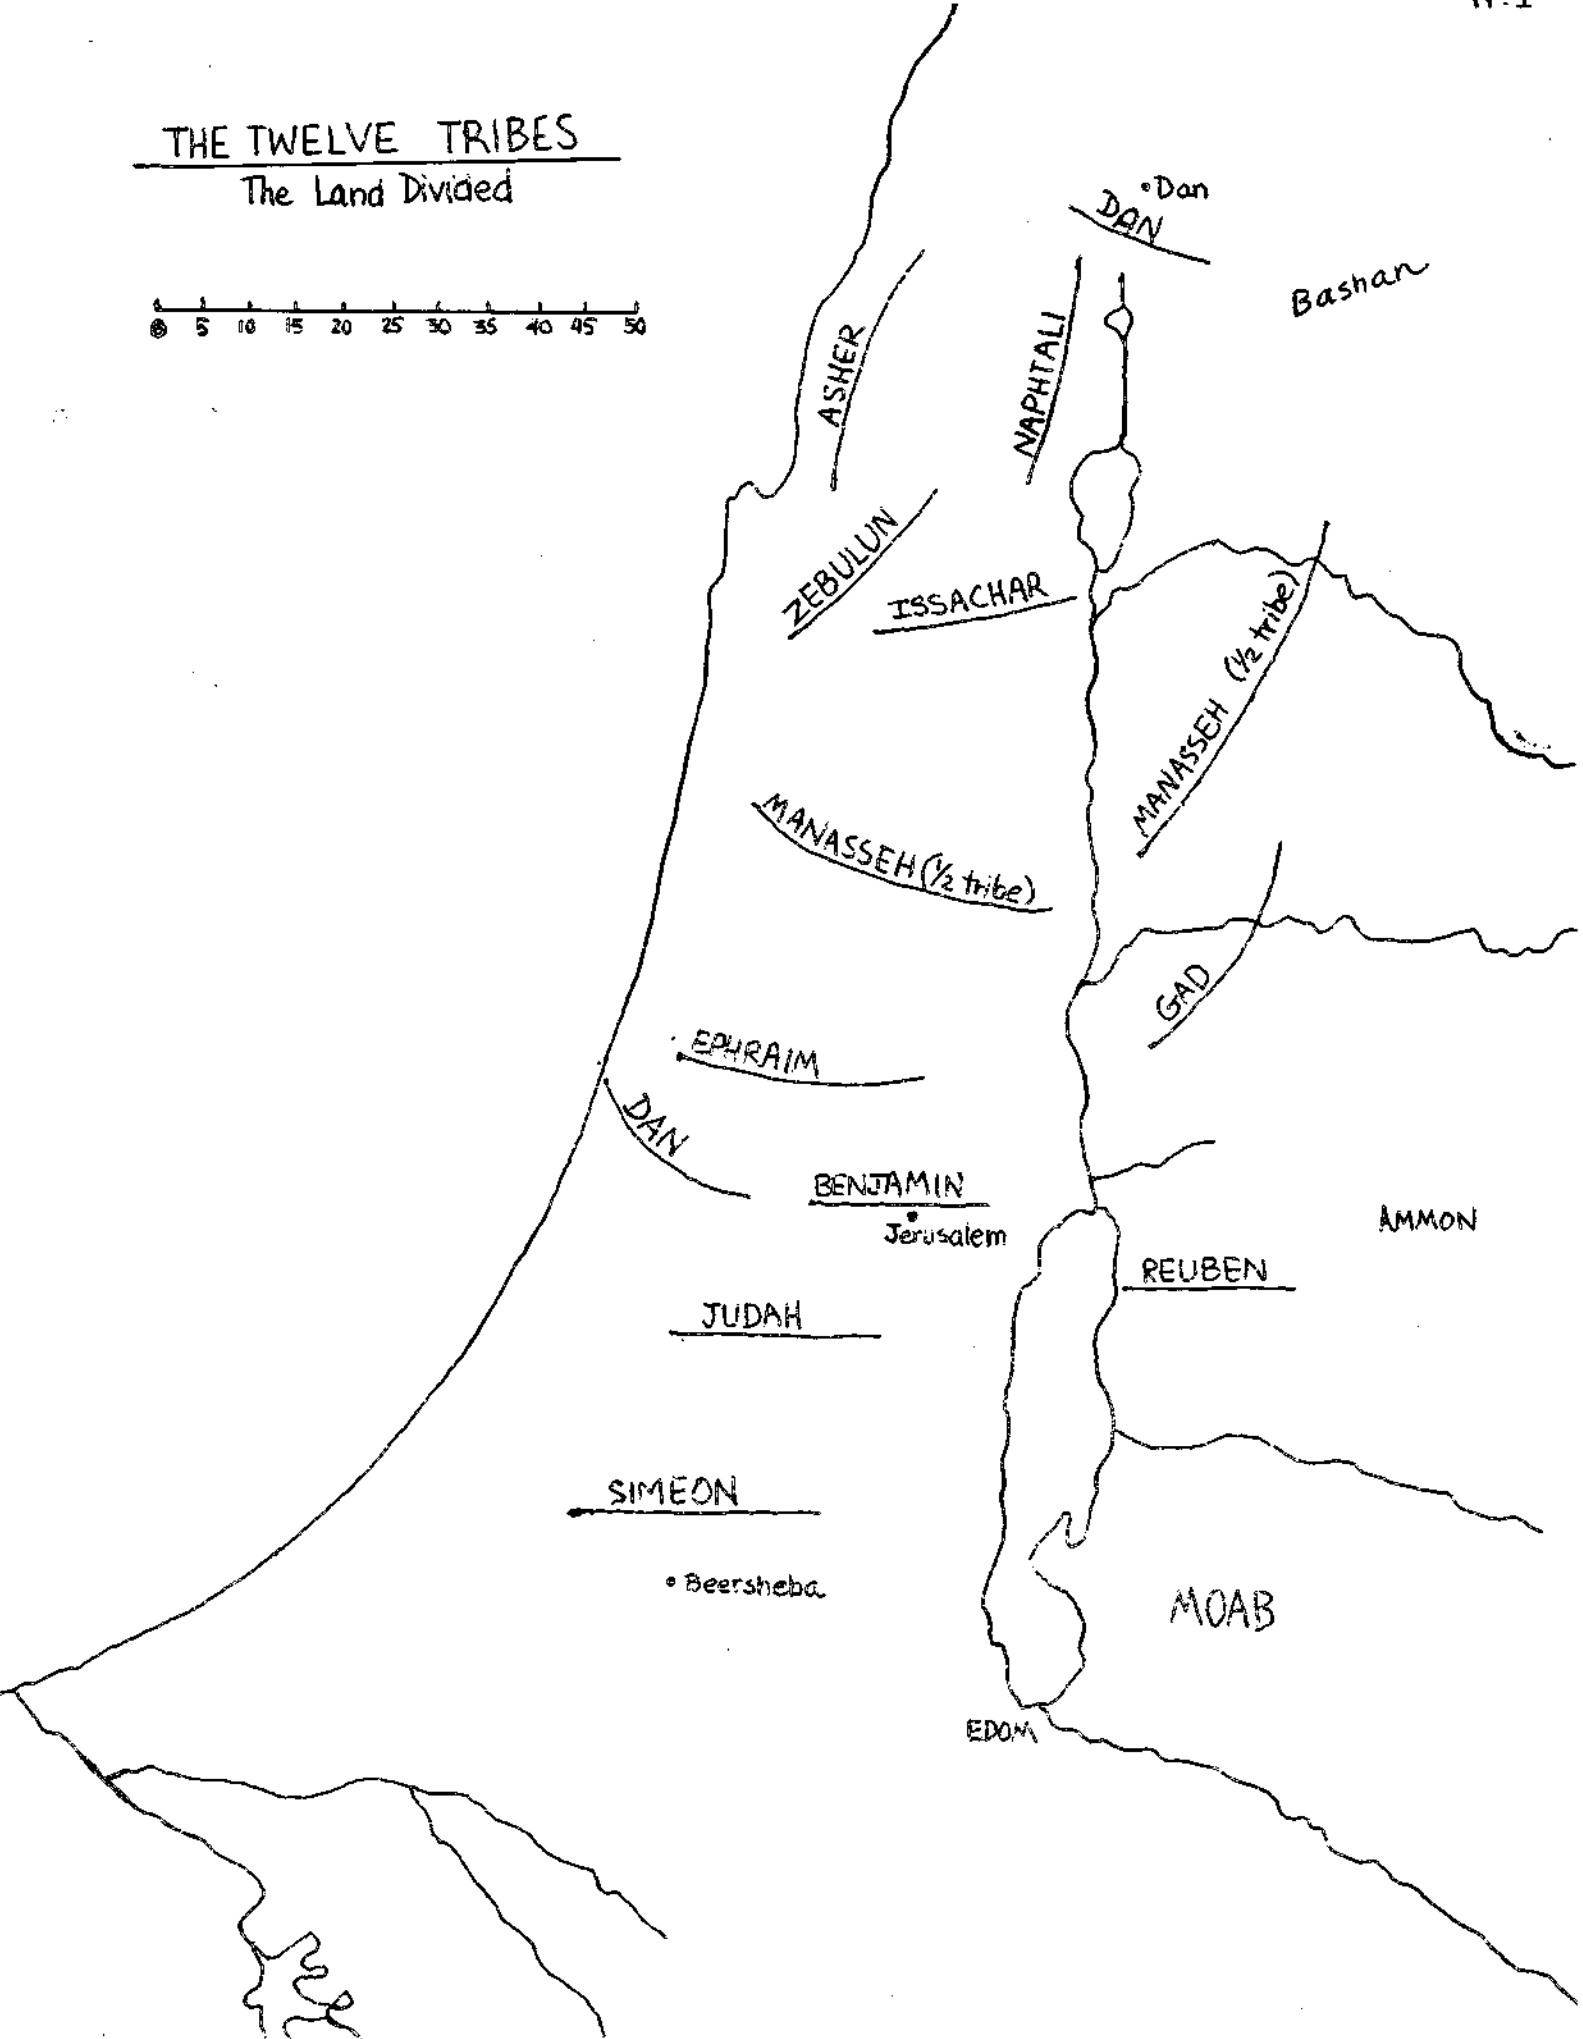 THE TWELVE TRIBES
The Land Divided
0 5 10 15 20 25 30 35 40 45 50
Dan
DAN
Bashan
ASHER
NAPHTALI
ZEBULUN
ISSACHAR
MANASSEH (1/2 tribe)
MANASSEH (1/2 tribe)
GAD
EPHRAIM
DAN
BENJAMIN
Jerusalem
AMMON
REUBEN
JUDAH
SIMEON
Beersheba
MOAB
EDOM